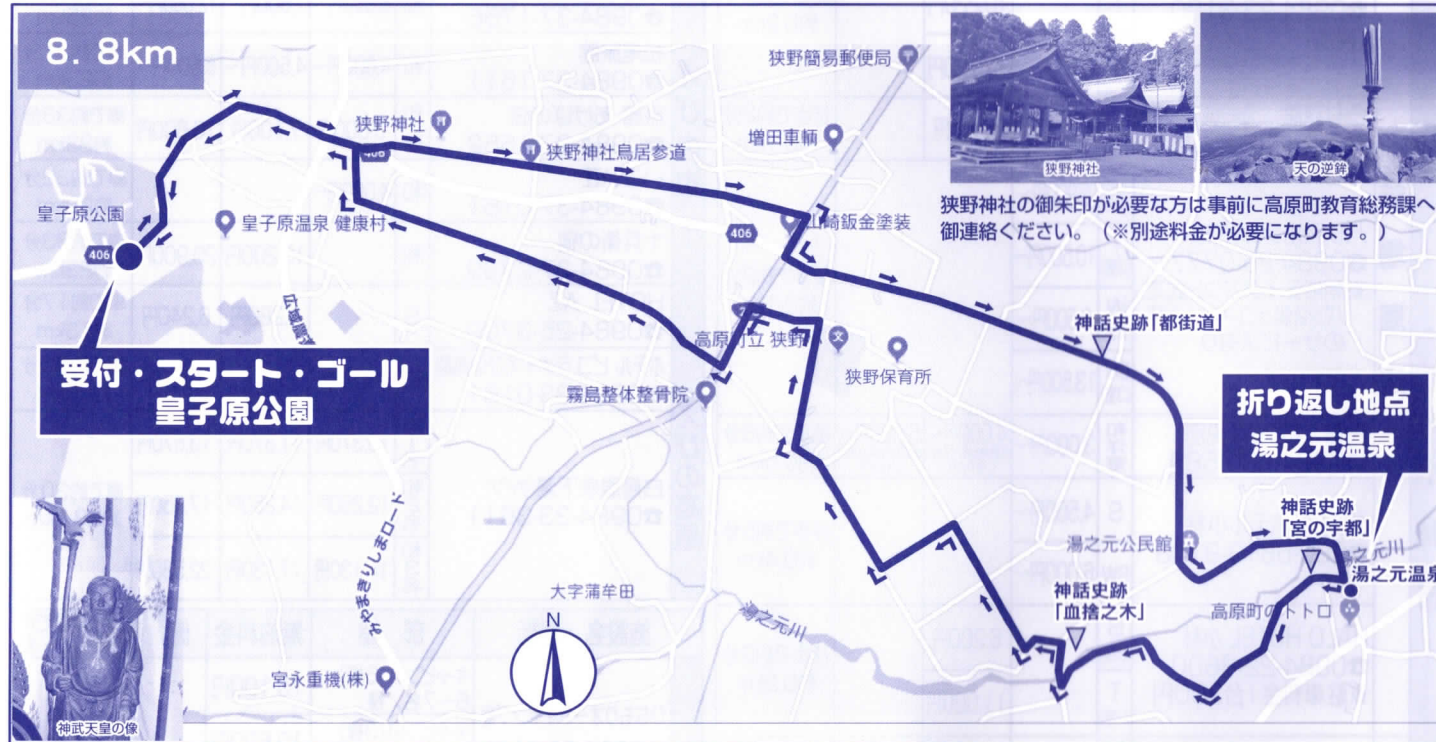 8. 8km
狭野簡易郵便局
増田車輌
狭野神社
天の逆鉾
狭野神社の御朱印が必要な方は事前に高原町教育総務課へ
御連絡ください。（※別途料金が必要になります。）
狭野神社
406
狭野神社鳥居参道
皇子原公園
皇子原温泉 健康村
406
406
山崎鈑金塗装
神話史跡「都街道」
受付・スタート・ゴール
皇子原公園
高原町立 狭野小
狭野保育所
霧島整体整骨院
折り返し地点
湯之元温泉
神話史跡
「宮の宇都」
湯之元公民館
湯之元川
湯之元温泉
神話史跡
「血捨之木」
高原町のトトロ
みやまきりしまロード
大字蒲牟田
湯之元川
N
宮永重機(株)
神武天皇の像